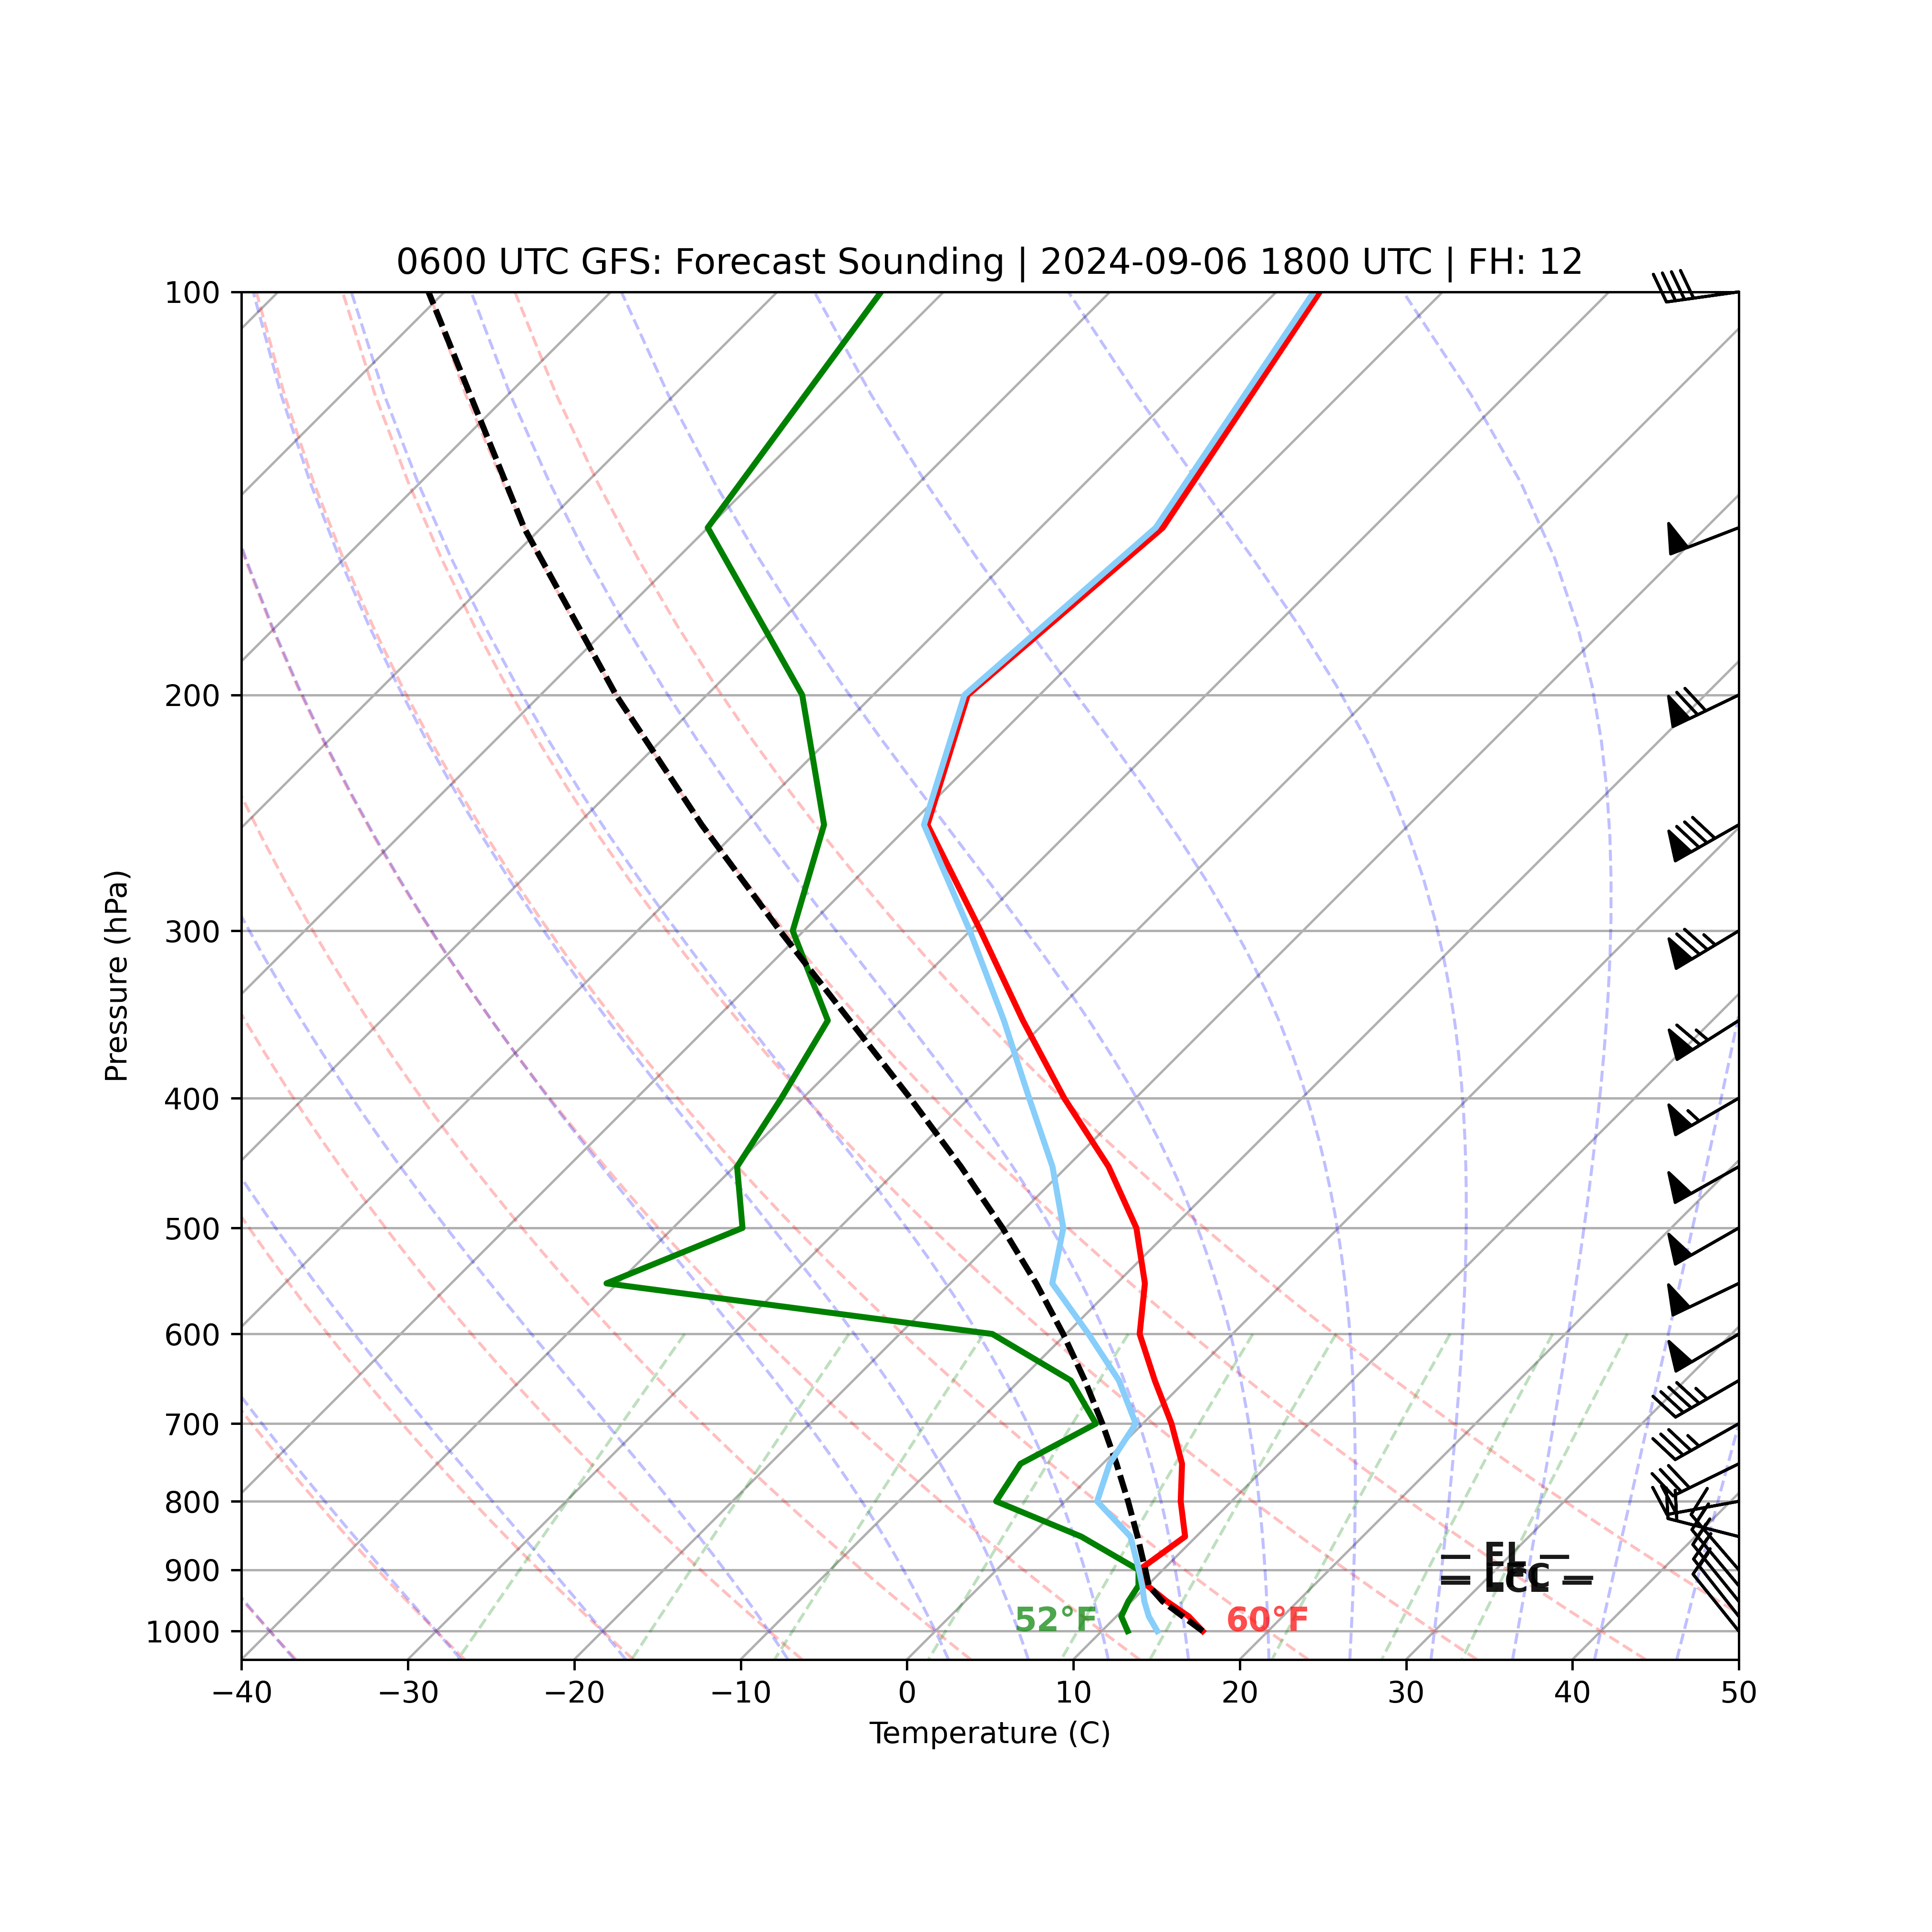 0600 UTC GFS: Forecast Sounding | 2024-09-06 1800 UTC | FH: 12
100
200
300
400
500
600
700
800
900
1000
Pressure (hPa)
— EL —
52°F
60°F
−40 −30 −20 −10 0 10 20 30 40 50
Temperature (C)